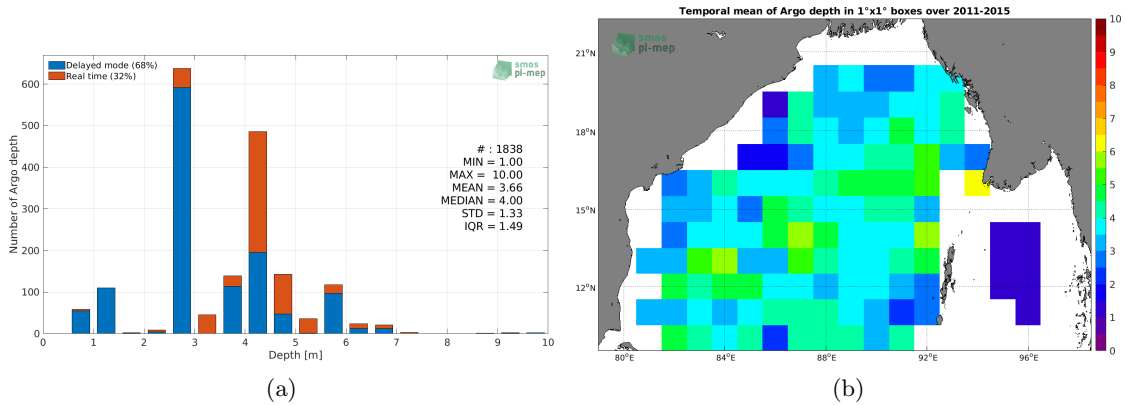 smos
pi-mep
Delayed mode (68%)
Real time (32%)
# : 1838
MIN = 1.00
MAX = 10.00
MEAN = 3.66
MEDIAN = 4.00
STD = 1.33
IQR = 1.49
Number of Argo depth
600
500
400
300
200
100
0
0 1 2 3 4 5 6 7 8 9 10
Depth [m]
(a)
Temporal mean of Argo depth in 1°x1° boxes over 2011-2015
smos
pi-mep
21°N
18°N
15°N
12°N
80°E 84°E 88°E 92°E 96°E
10
9
8
7
6
5
4
3
2
1
0
(b)